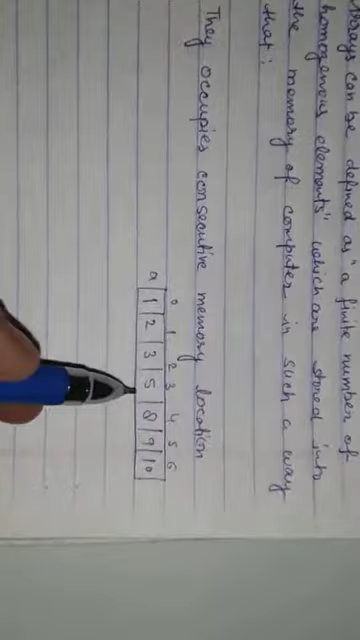 Arrays can be defined as "a finite number of
homogenous elements" which are stored into
the memory of computer in such a way
that:
They occupies consecutive memory location
0 1 2 3 4 5 6
a 1 2 3 5 8 9 10